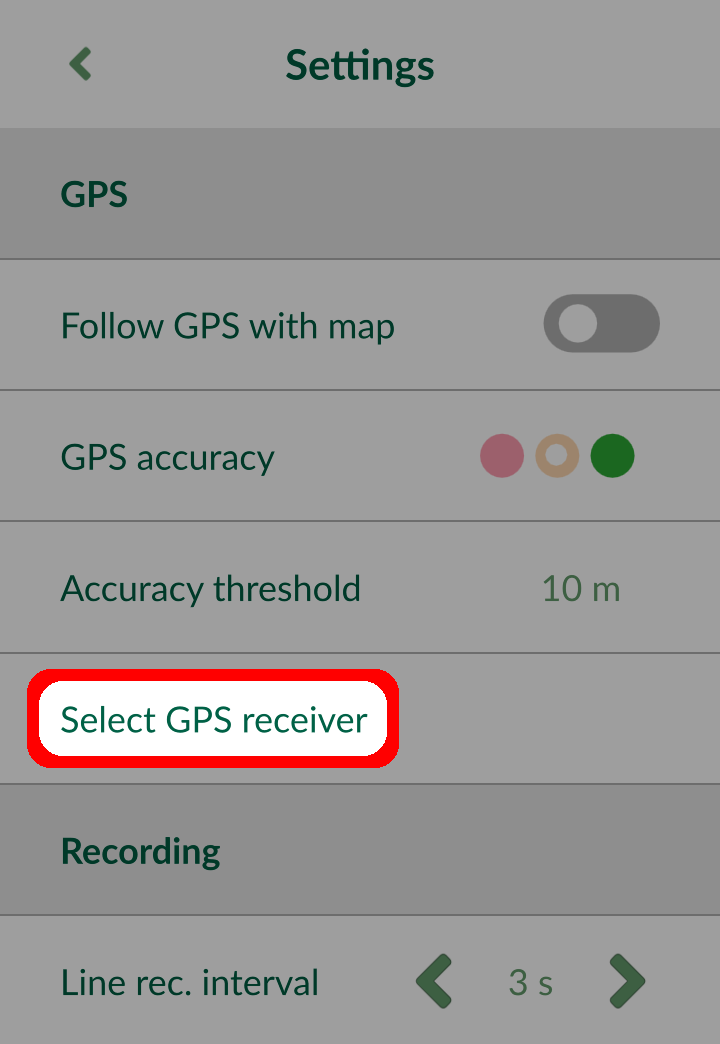 Settings
GPS
Follow GPS with map
GPS accuracy
Accuracy threshold 10 m
Select GPS receiver
Recording
Line rec. interval 3 s